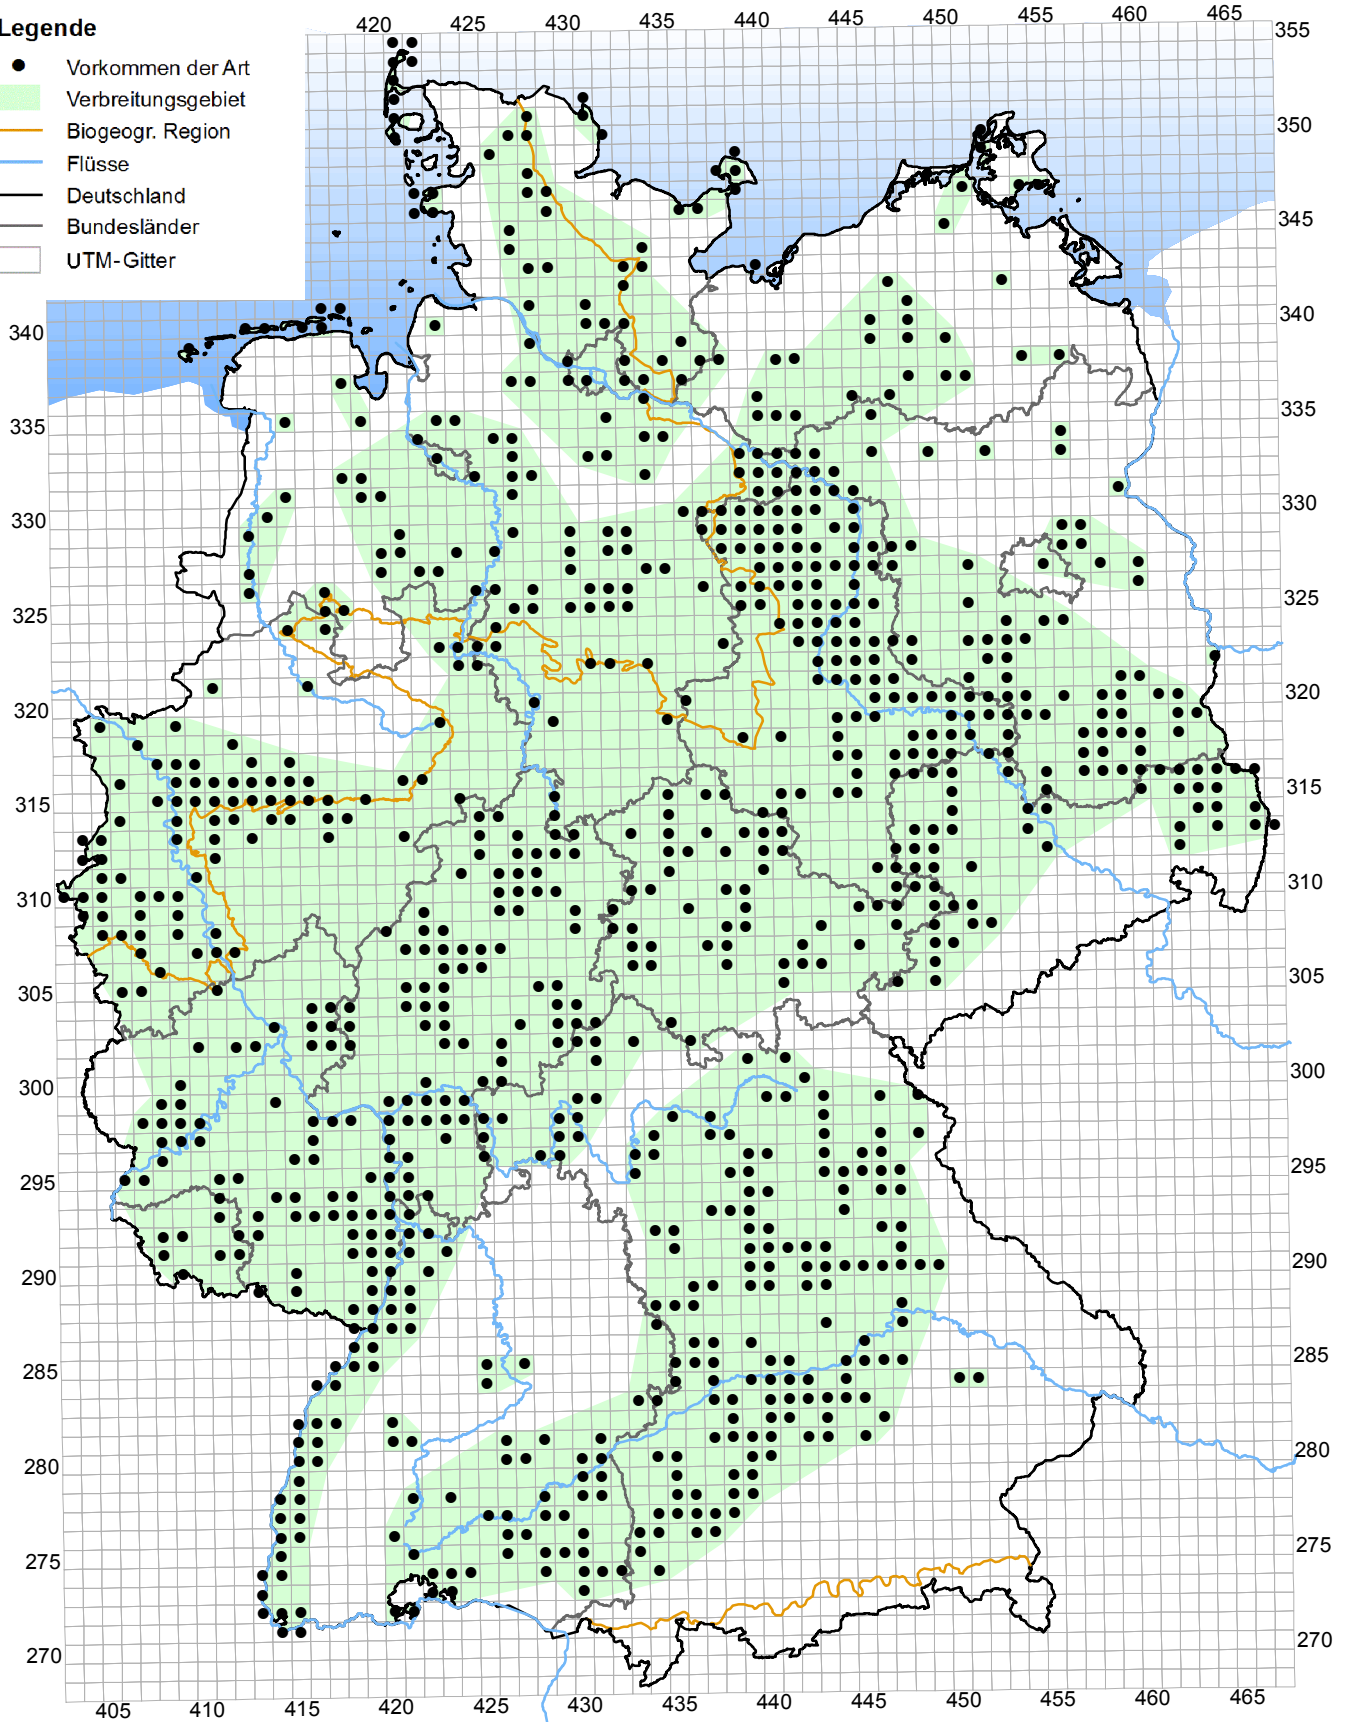 Legende
Vorkommen der Art
Verbreitungsgebiet
Biogeogr. Region
Flüsse
Deutschland
Bundesländer
UTM-Gitter
420 425 430 435 440 445 450 455 460 465
355
350
345
340 340
335 335
330 330
325 325
320 320
315 315
310 310
305 305
300 300
295 295
290 290
285 285
280 280
275 275
270 270
405 410 415 420 425 430 435 440 445 450 455 460 465